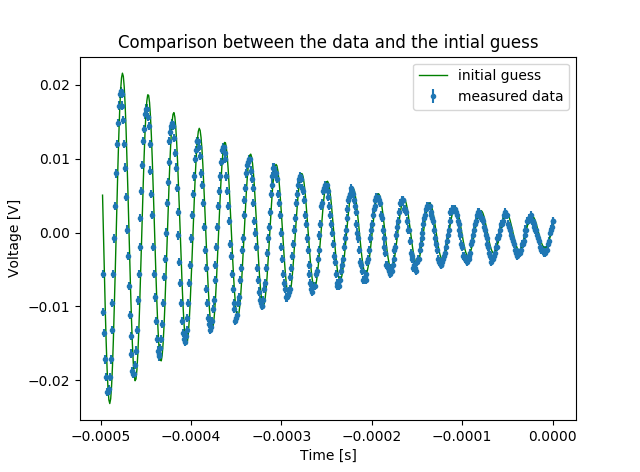 Comparison between the data and the intial guess
initial guess
measured data
0.02
0.01
0.00
−0.01
−0.02
Voltage [V]
−0.0005
−0.0004
−0.0003
−0.0002
−0.0001
0.0000
Time [s]